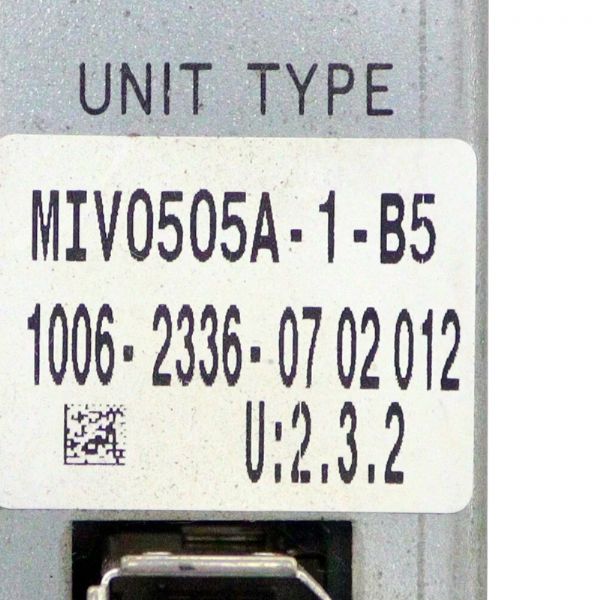 UNIT TYPE
MIV0505A-1-B5
1006-2336-07 02 012
U:2.3.2